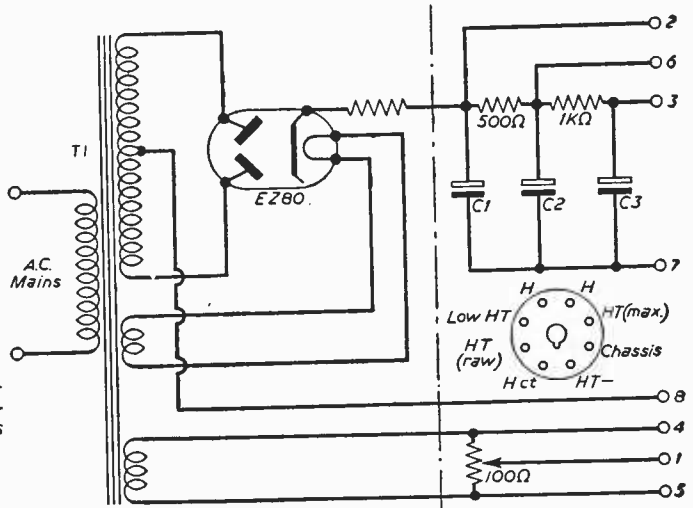 2
6
500Ω
1KΩ
3
T1
EZ80.
C1
C2
C3
A.C.
Mains
7
H
H
Low HT
HT (max.)
HT
(raw)
Chassis
H ct
HT-
8
4
100Ω
1
5
s